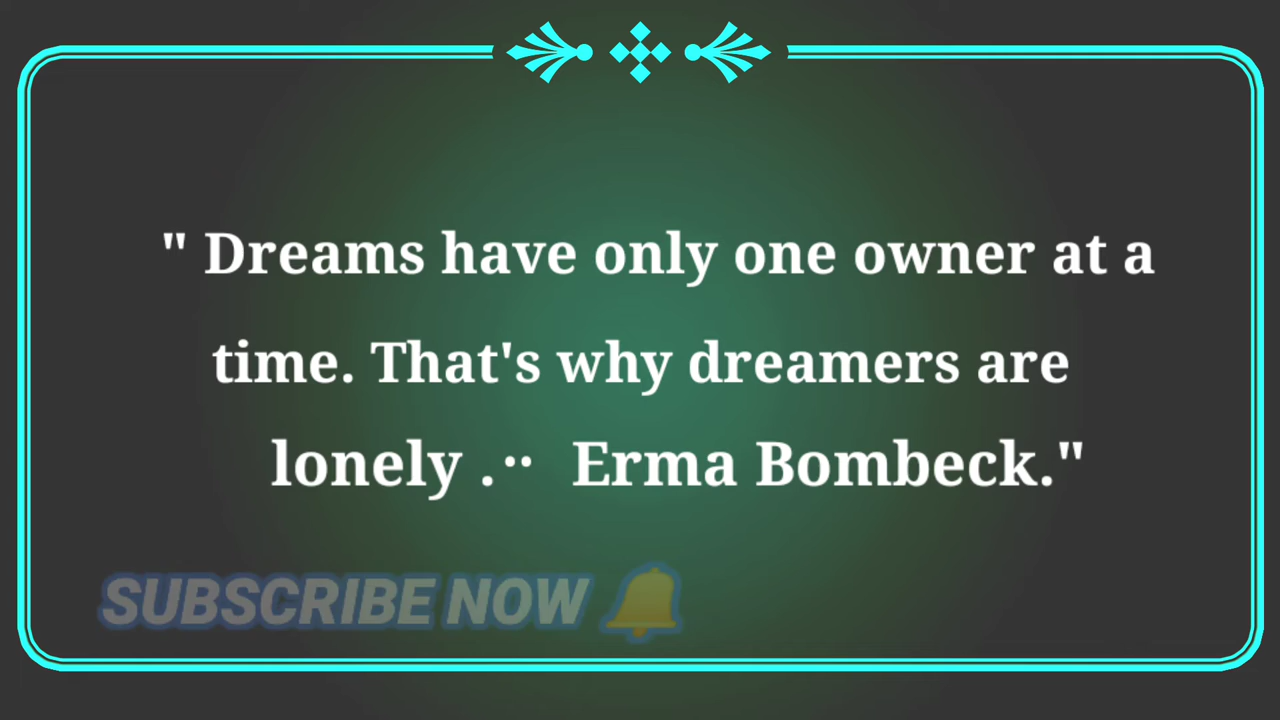 " Dreams have only one owner at a
time. That's why dreamers are
lonely .·· Erma Bombeck."
SUBSCRIBE NOW